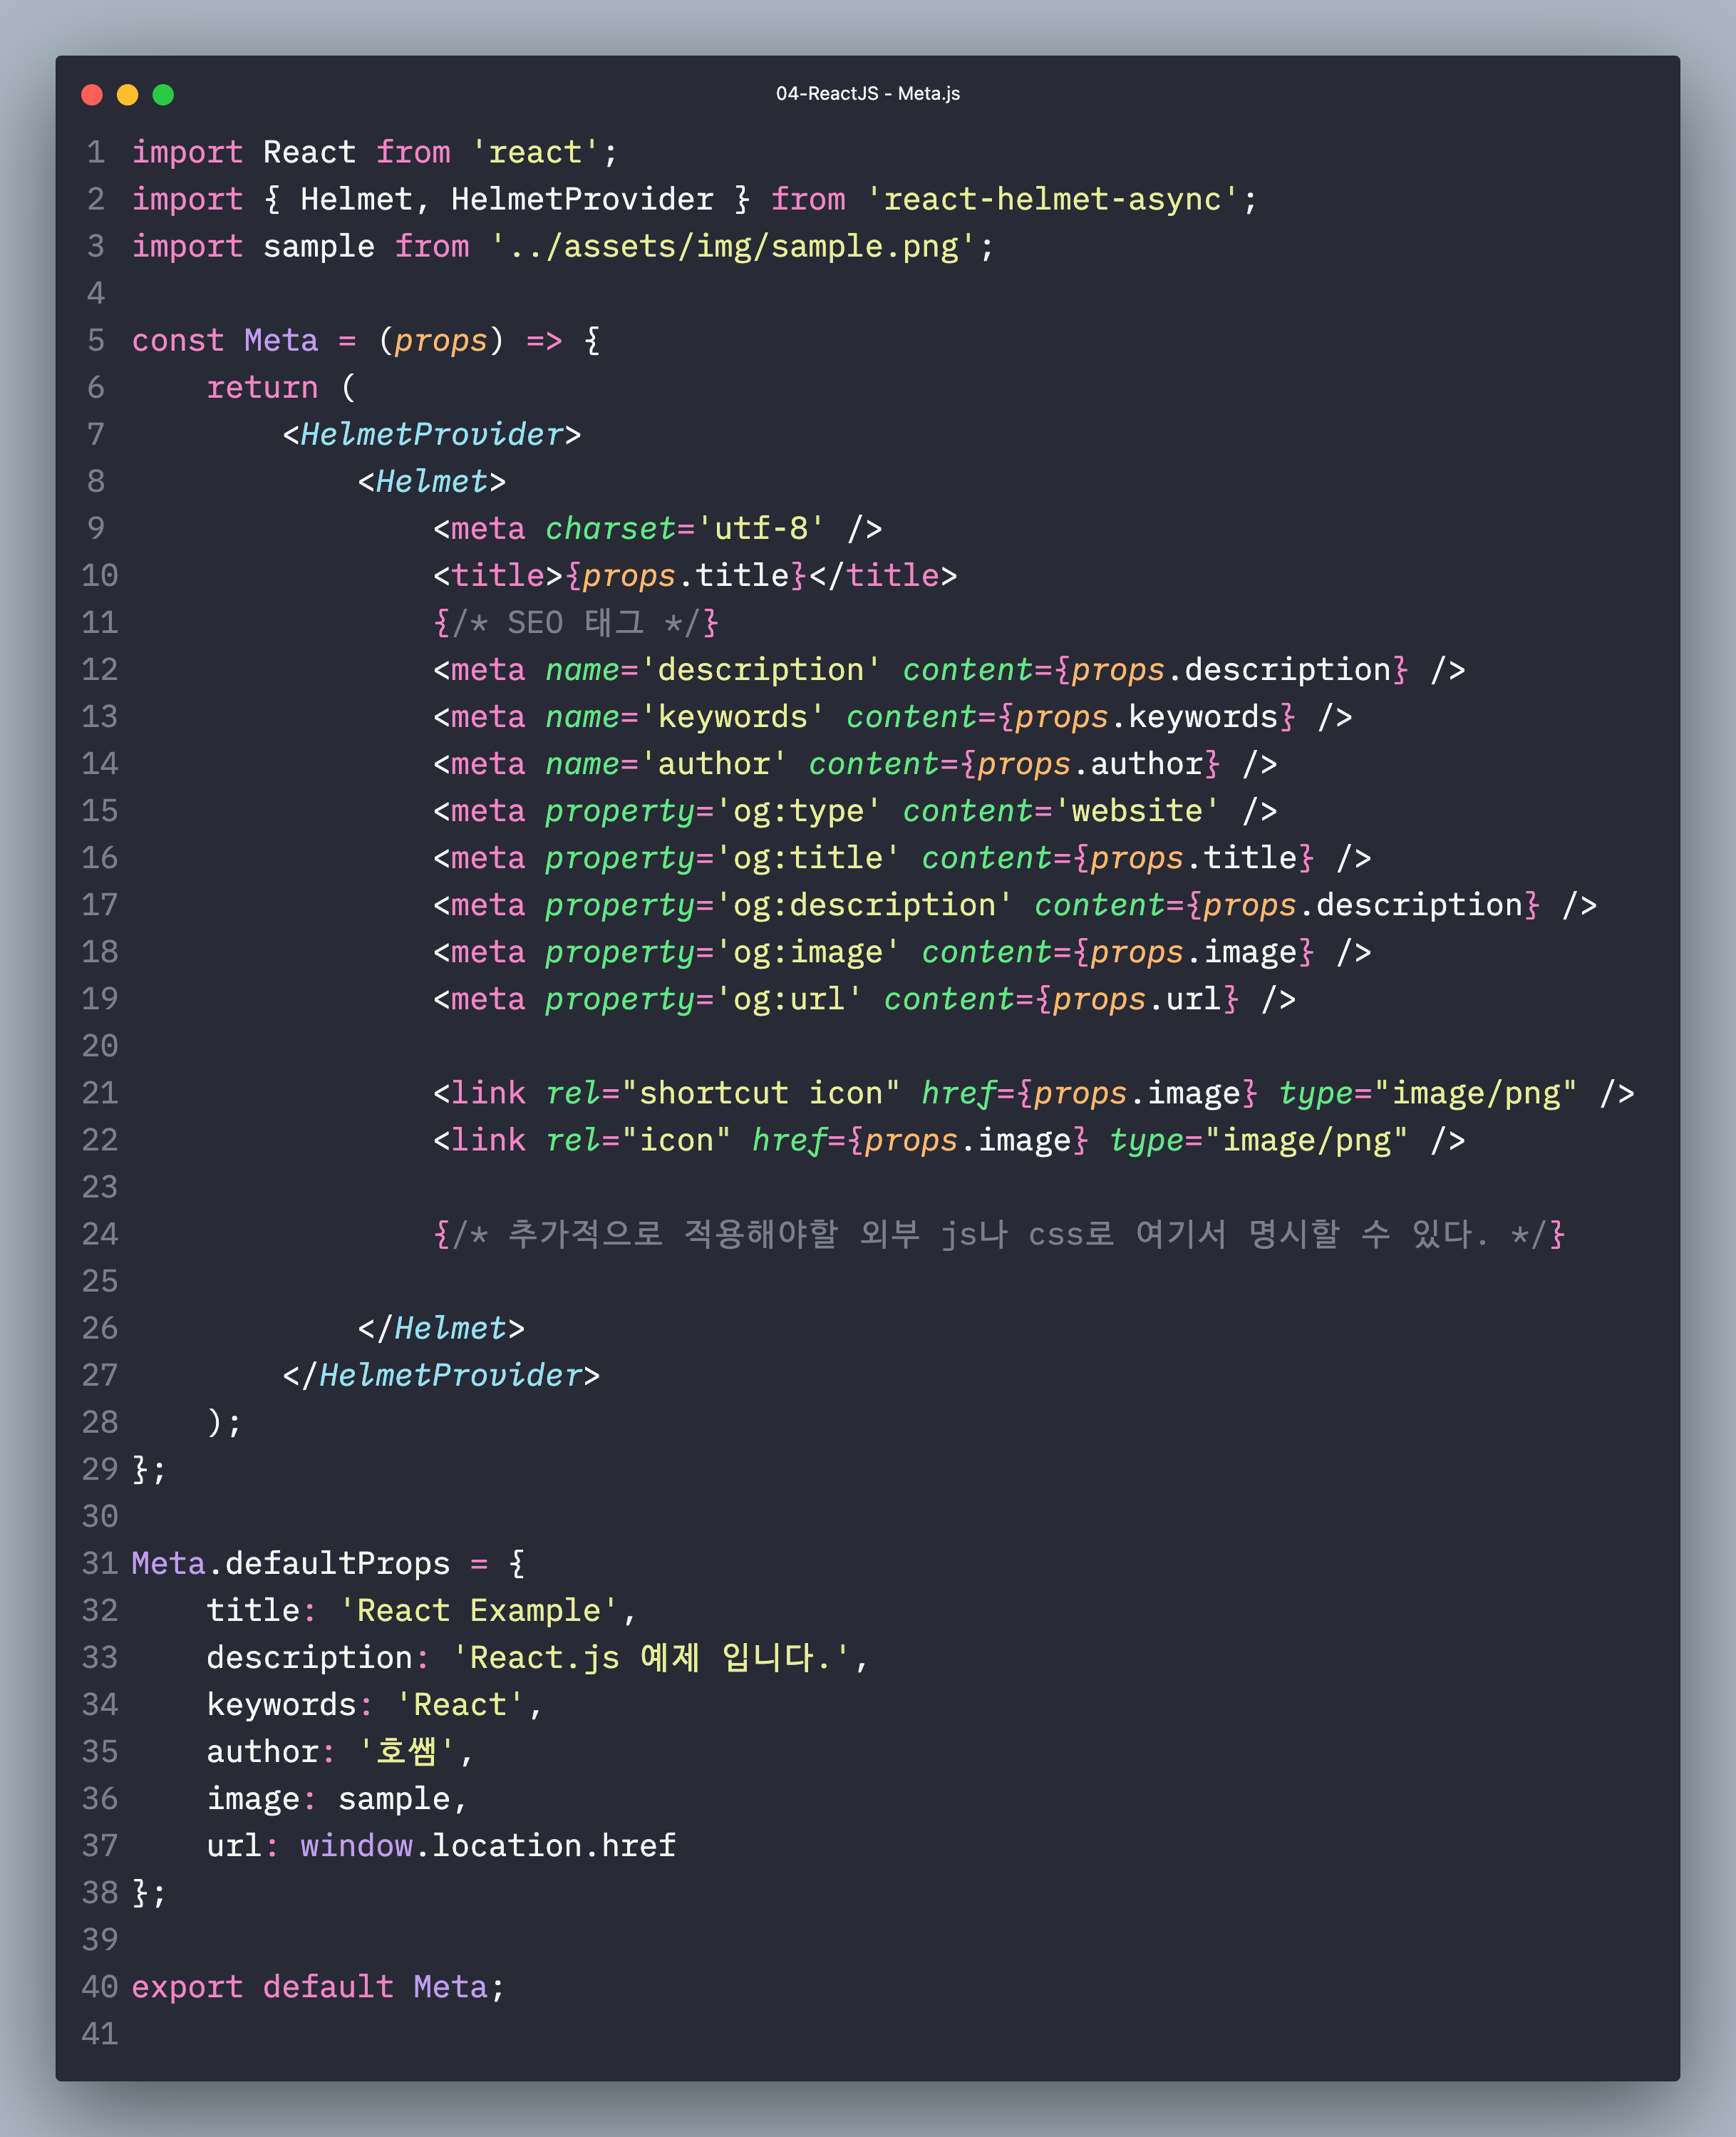 04-ReactJS - Meta.js
1 import React from 'react';
2 import { Helmet, HelmetProvider } from 'react-helmet-async';
3 import sample from '../assets/img/sample.png';
4
5 const Meta = (props) => {
6     return (
7         <HelmetProvider>
8             <Helmet>
9                 <meta charset='utf-8' />
10                 <title>{props.title}</title>
11                 {/* SEO 태그 */}
12                 <meta name='description' content={props.description} />
13                 <meta name='keywords' content={props.keywords} />
14                 <meta name='author' content={props.author} />
15                 <meta property='og:type' content='website' />
16                 <meta property='og:title' content={props.title} />
17                 <meta property='og:description' content={props.description} />
18                 <meta property='og:image' content={props.image} />
19                 <meta property='og:url' content={props.url} />
20
21                 <link rel="shortcut icon" href={props.image} type="image/png" />
22                 <link rel="icon" href={props.image} type="image/png" />
23
24                 {/* 추가적으로 적용해야할 외부 js나 css로 여기서 명시할 수 있다. */}
25
26             </Helmet>
27         </HelmetProvider>
28     );
29 };
30
31 Meta.defaultProps = {
32     title: 'React Example',
33     description: 'React.js 예제 입니다.',
34     keywords: 'React',
35     author: '호쌤',
36     image: sample,
37     url: window.location.href
38 };
39
40 export default Meta;
41